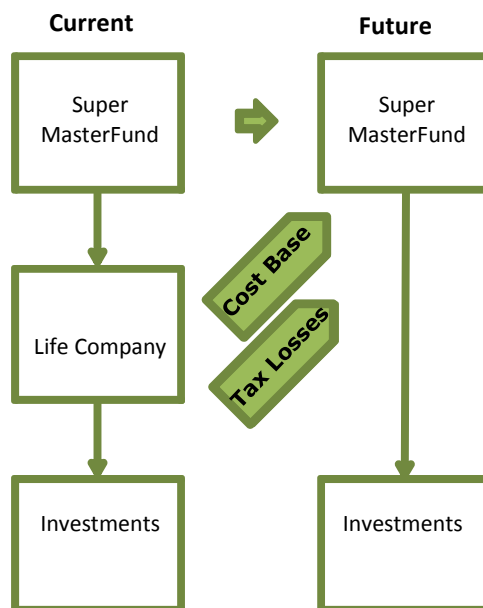 Current
Future
Super
MasterFund
Super
MasterFund
Cost Base
Tax Losses
Life Company
Investments
Investments